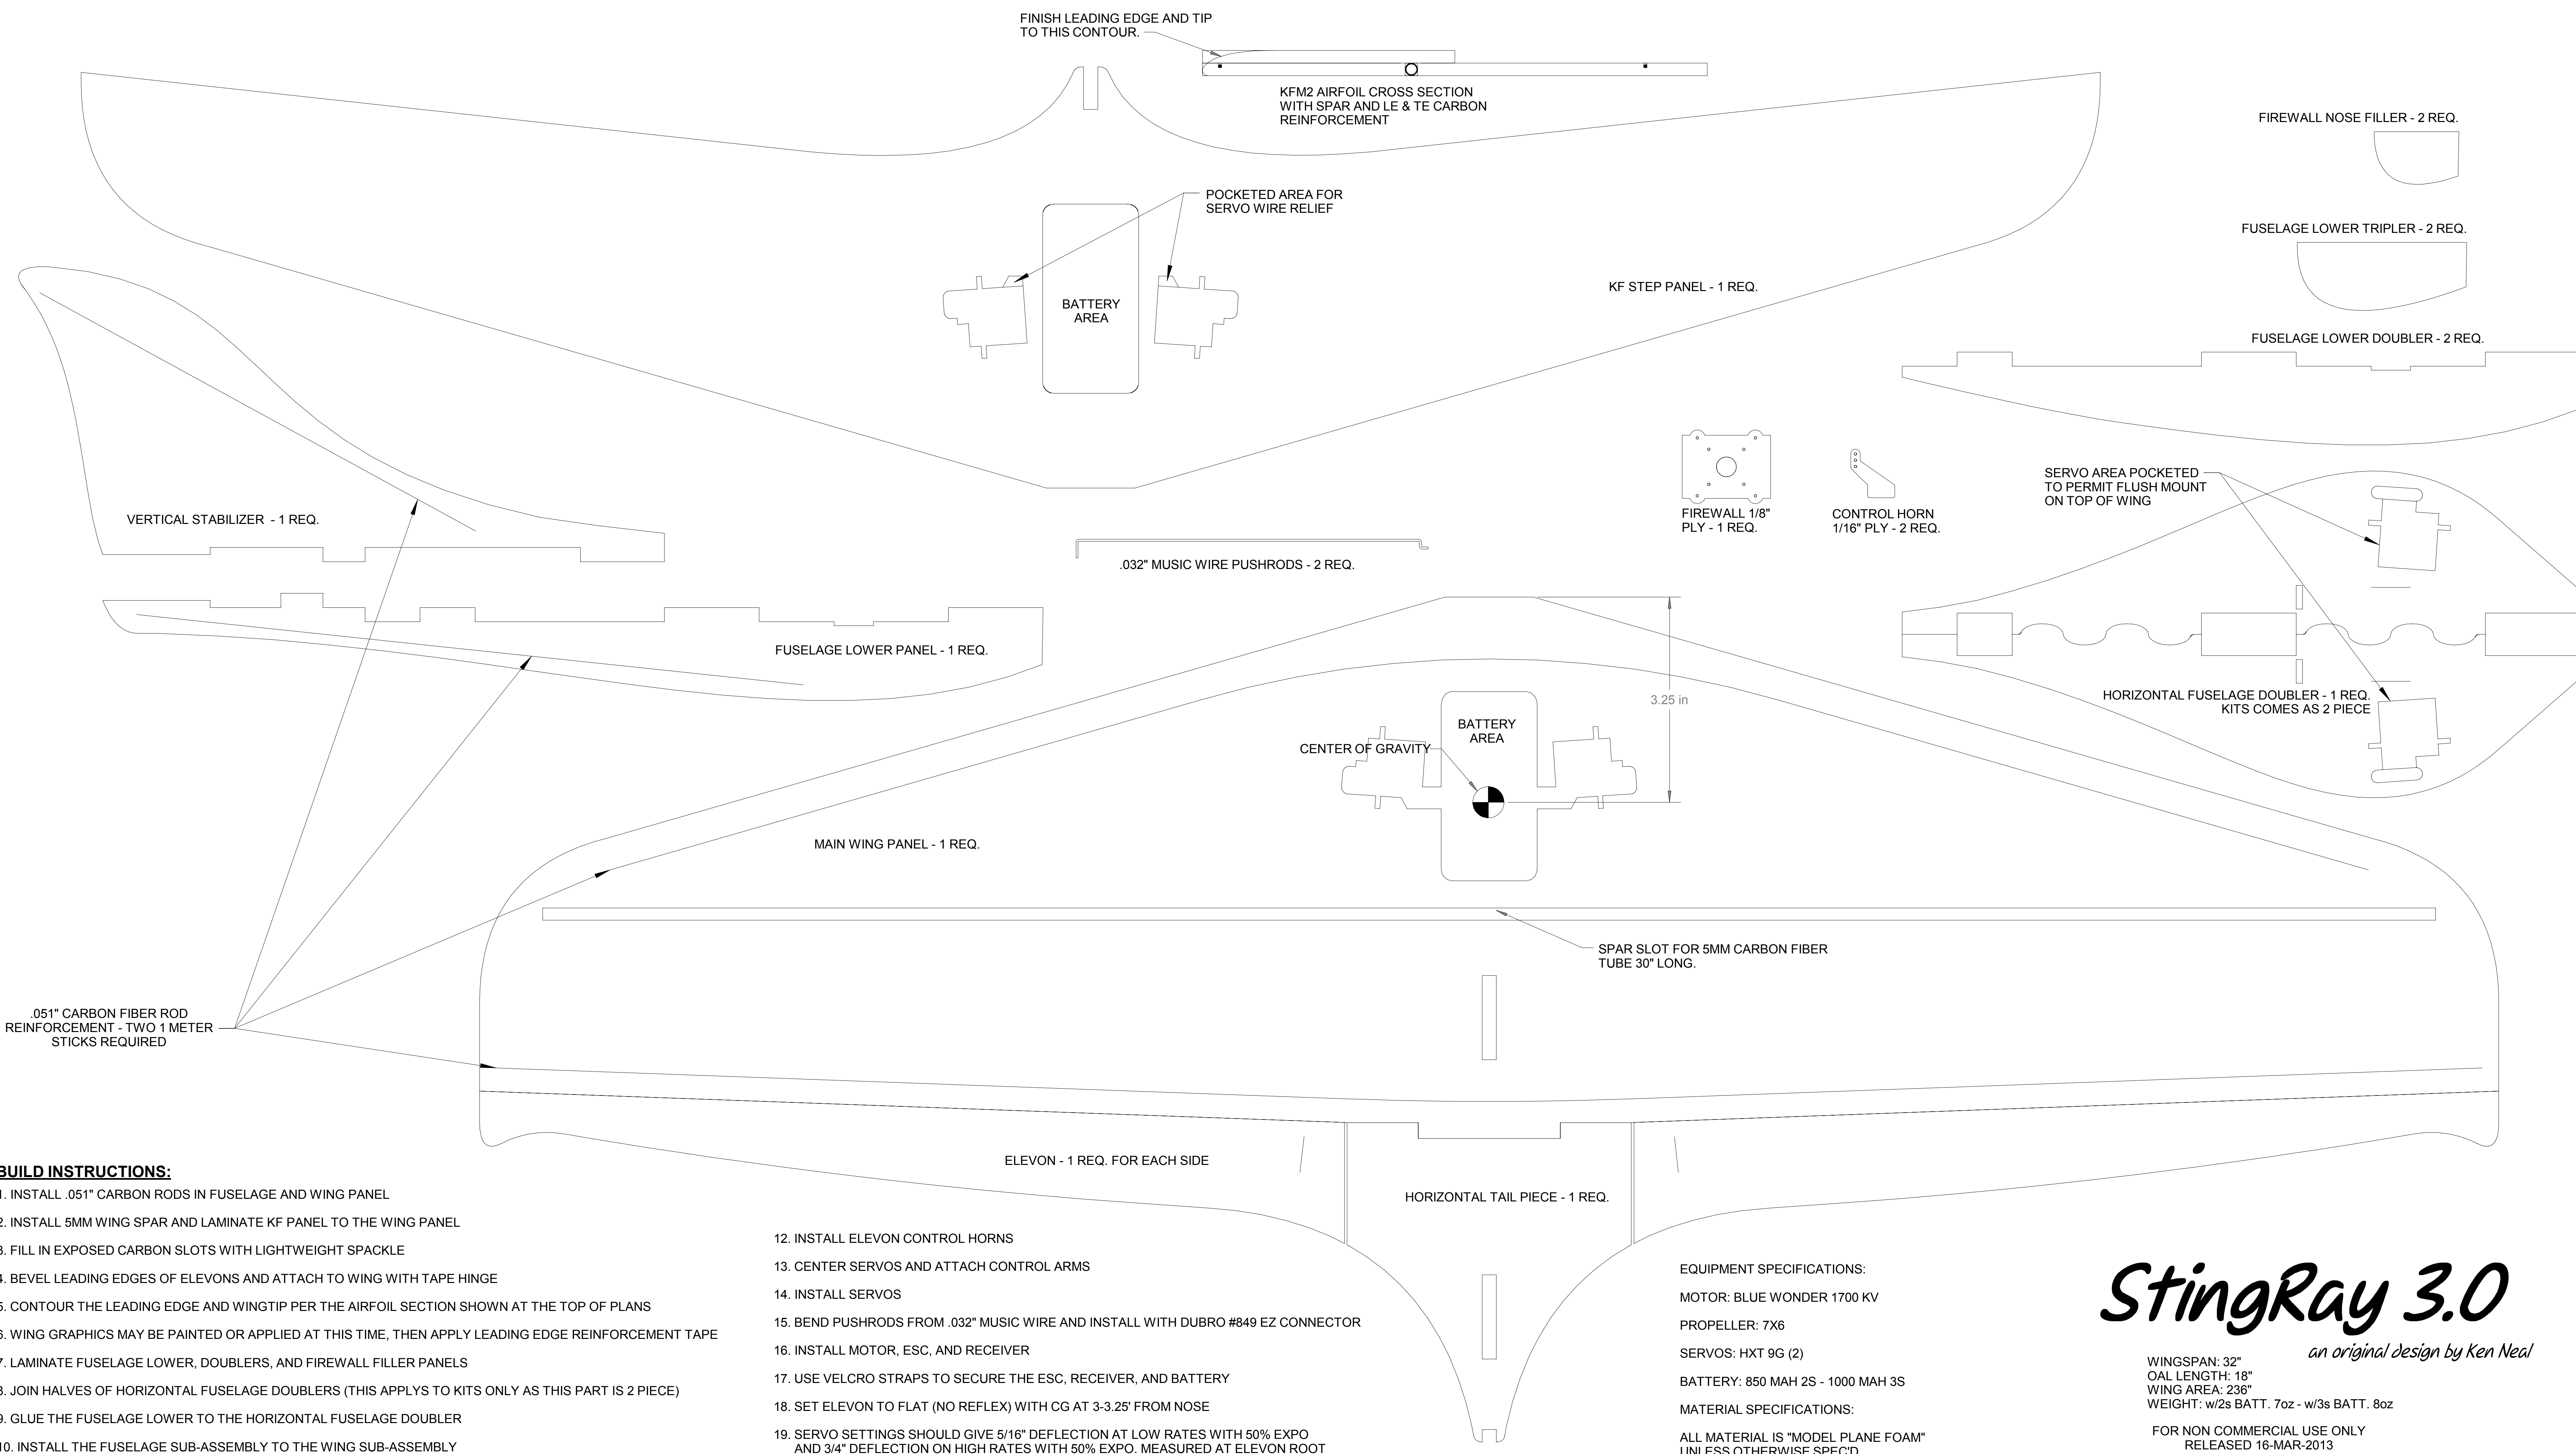 FINISH LEADING EDGE AND TIP
TO THIS CONTOUR.
KFM2 AIRFOIL CROSS SECTION
WITH SPAR AND LE & TE CARBON
REINFORCEMENT
FIREWALL NOSE FILLER - 2 REQ.
POCKETED AREA FOR
SERVO WIRE RELIEF
FUSELAGE LOWER TRIPLER - 2 REQ.
KF STEP PANEL - 1 REQ.
BATTERY
AREA
FUSELAGE LOWER DOUBLER - 2 REQ.
SERVO AREA POCKETED
TO PERMIT FLUSH MOUNT
ON TOP OF WING
VERTICAL STABILIZER - 1 REQ.
FIREWALL 1/8"
PLY - 1 REQ.
CONTROL HORN
1/16" PLY - 2 REQ.
.032" MUSIC WIRE PUSHRODS - 2 REQ.
FUSELAGE LOWER PANEL - 1 REQ.
3.25 in
HORIZONTAL FUSELAGE DOUBLER - 1 REQ.
KITS COMES AS 2 PIECE
BATTERY
AREA
CENTER OF GRAVITY
MAIN WING PANEL - 1 REQ.
SPAR SLOT FOR 5MM CARBON FIBER
TUBE 30" LONG.
.051" CARBON FIBER ROD
REINFORCEMENT - TWO 1 METER
STICKS REQUIRED
ELEVON - 1 REQ. FOR EACH SIDE
HORIZONTAL TAIL PIECE - 1 REQ.
BUILD INSTRUCTIONS:
1. INSTALL .051" CARBON RODS IN FUSELAGE AND WING PANEL
2. INSTALL 5MM WING SPAR AND LAMINATE KF PANEL TO THE WING PANEL
3. FILL IN EXPOSED CARBON SLOTS WITH LIGHTWEIGHT SPACKLE
4. BEVEL LEADING EDGES OF ELEVONS AND ATTACH TO WING WITH TAPE HINGE
5. CONTOUR THE LEADING EDGE AND WINGTIP PER THE AIRFOIL SECTION SHOWN AT THE TOP OF PLANS
6. WING GRAPHICS MAY BE PAINTED OR APPLIED AT THIS TIME, THEN APPLY LEADING EDGE REINFORCEMENT TAPE
7. LAMINATE FUSELAGE LOWER, DOUBLERS, AND FIREWALL FILLER PANELS
8. JOIN HALVES OF HORIZONTAL FUSELAGE DOUBLERS (THIS APPLYS TO KITS ONLY AS THIS PART IS 2 PIECE)
9. GLUE THE FUSELAGE LOWER TO THE HORIZONTAL FUSELAGE DOUBLER
10. INSTALL THE FUSELAGE SUB-ASSEMBLY TO THE WING SUB-ASSEMBLY
12. INSTALL ELEVON CONTROL HORNS
13. CENTER SERVOS AND ATTACH CONTROL ARMS
14. INSTALL SERVOS
15. BEND PUSHRODS FROM .032" MUSIC WIRE AND INSTALL WITH DUBRO #849 EZ CONNECTOR
16. INSTALL MOTOR, ESC, AND RECEIVER
17. USE VELCRO STRAPS TO SECURE THE ESC, RECEIVER, AND BATTERY
18. SET ELEVON TO FLAT (NO REFLEX) WITH CG AT 3-3.25' FROM NOSE
19. SERVO SETTINGS SHOULD GIVE 5/16" DEFLECTION AT LOW RATES WITH 50% EXPO
AND 3/4" DEFLECTION ON HIGH RATES WITH 50% EXPO. MEASURED AT ELEVON ROOT
EQUIPMENT SPECIFICATIONS:
MOTOR: BLUE WONDER 1700 KV
PROPELLER: 7X6
SERVOS: HXT 9G (2)
BATTERY: 850 MAH 2S - 1000 MAH 3S
MATERIAL SPECIFICATIONS:
ALL MATERIAL IS "MODEL PLANE FOAM"
UNLESS OTHERWISE SPEC'D
StingRay 3.0
an original design by Ken Neal
WINGSPAN: 32"
OAL LENGTH: 18"
WING AREA: 236"
WEIGHT: w/2s BATT. 7oz - w/3s BATT. 8oz
FOR NON COMMERCIAL USE ONLY
RELEASED 16-MAR-2013